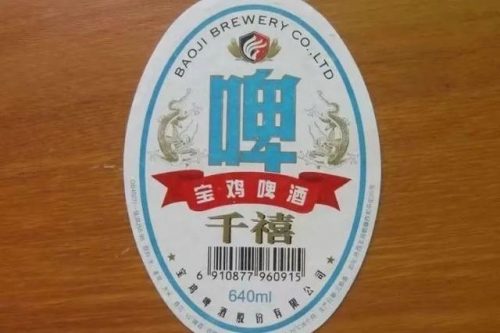 BAOJI BREWERY CO.,LTD
啤
宝鸡啤酒
千禧
6 910877 960915
640ml
★宝鸡啤酒股份有限公司★